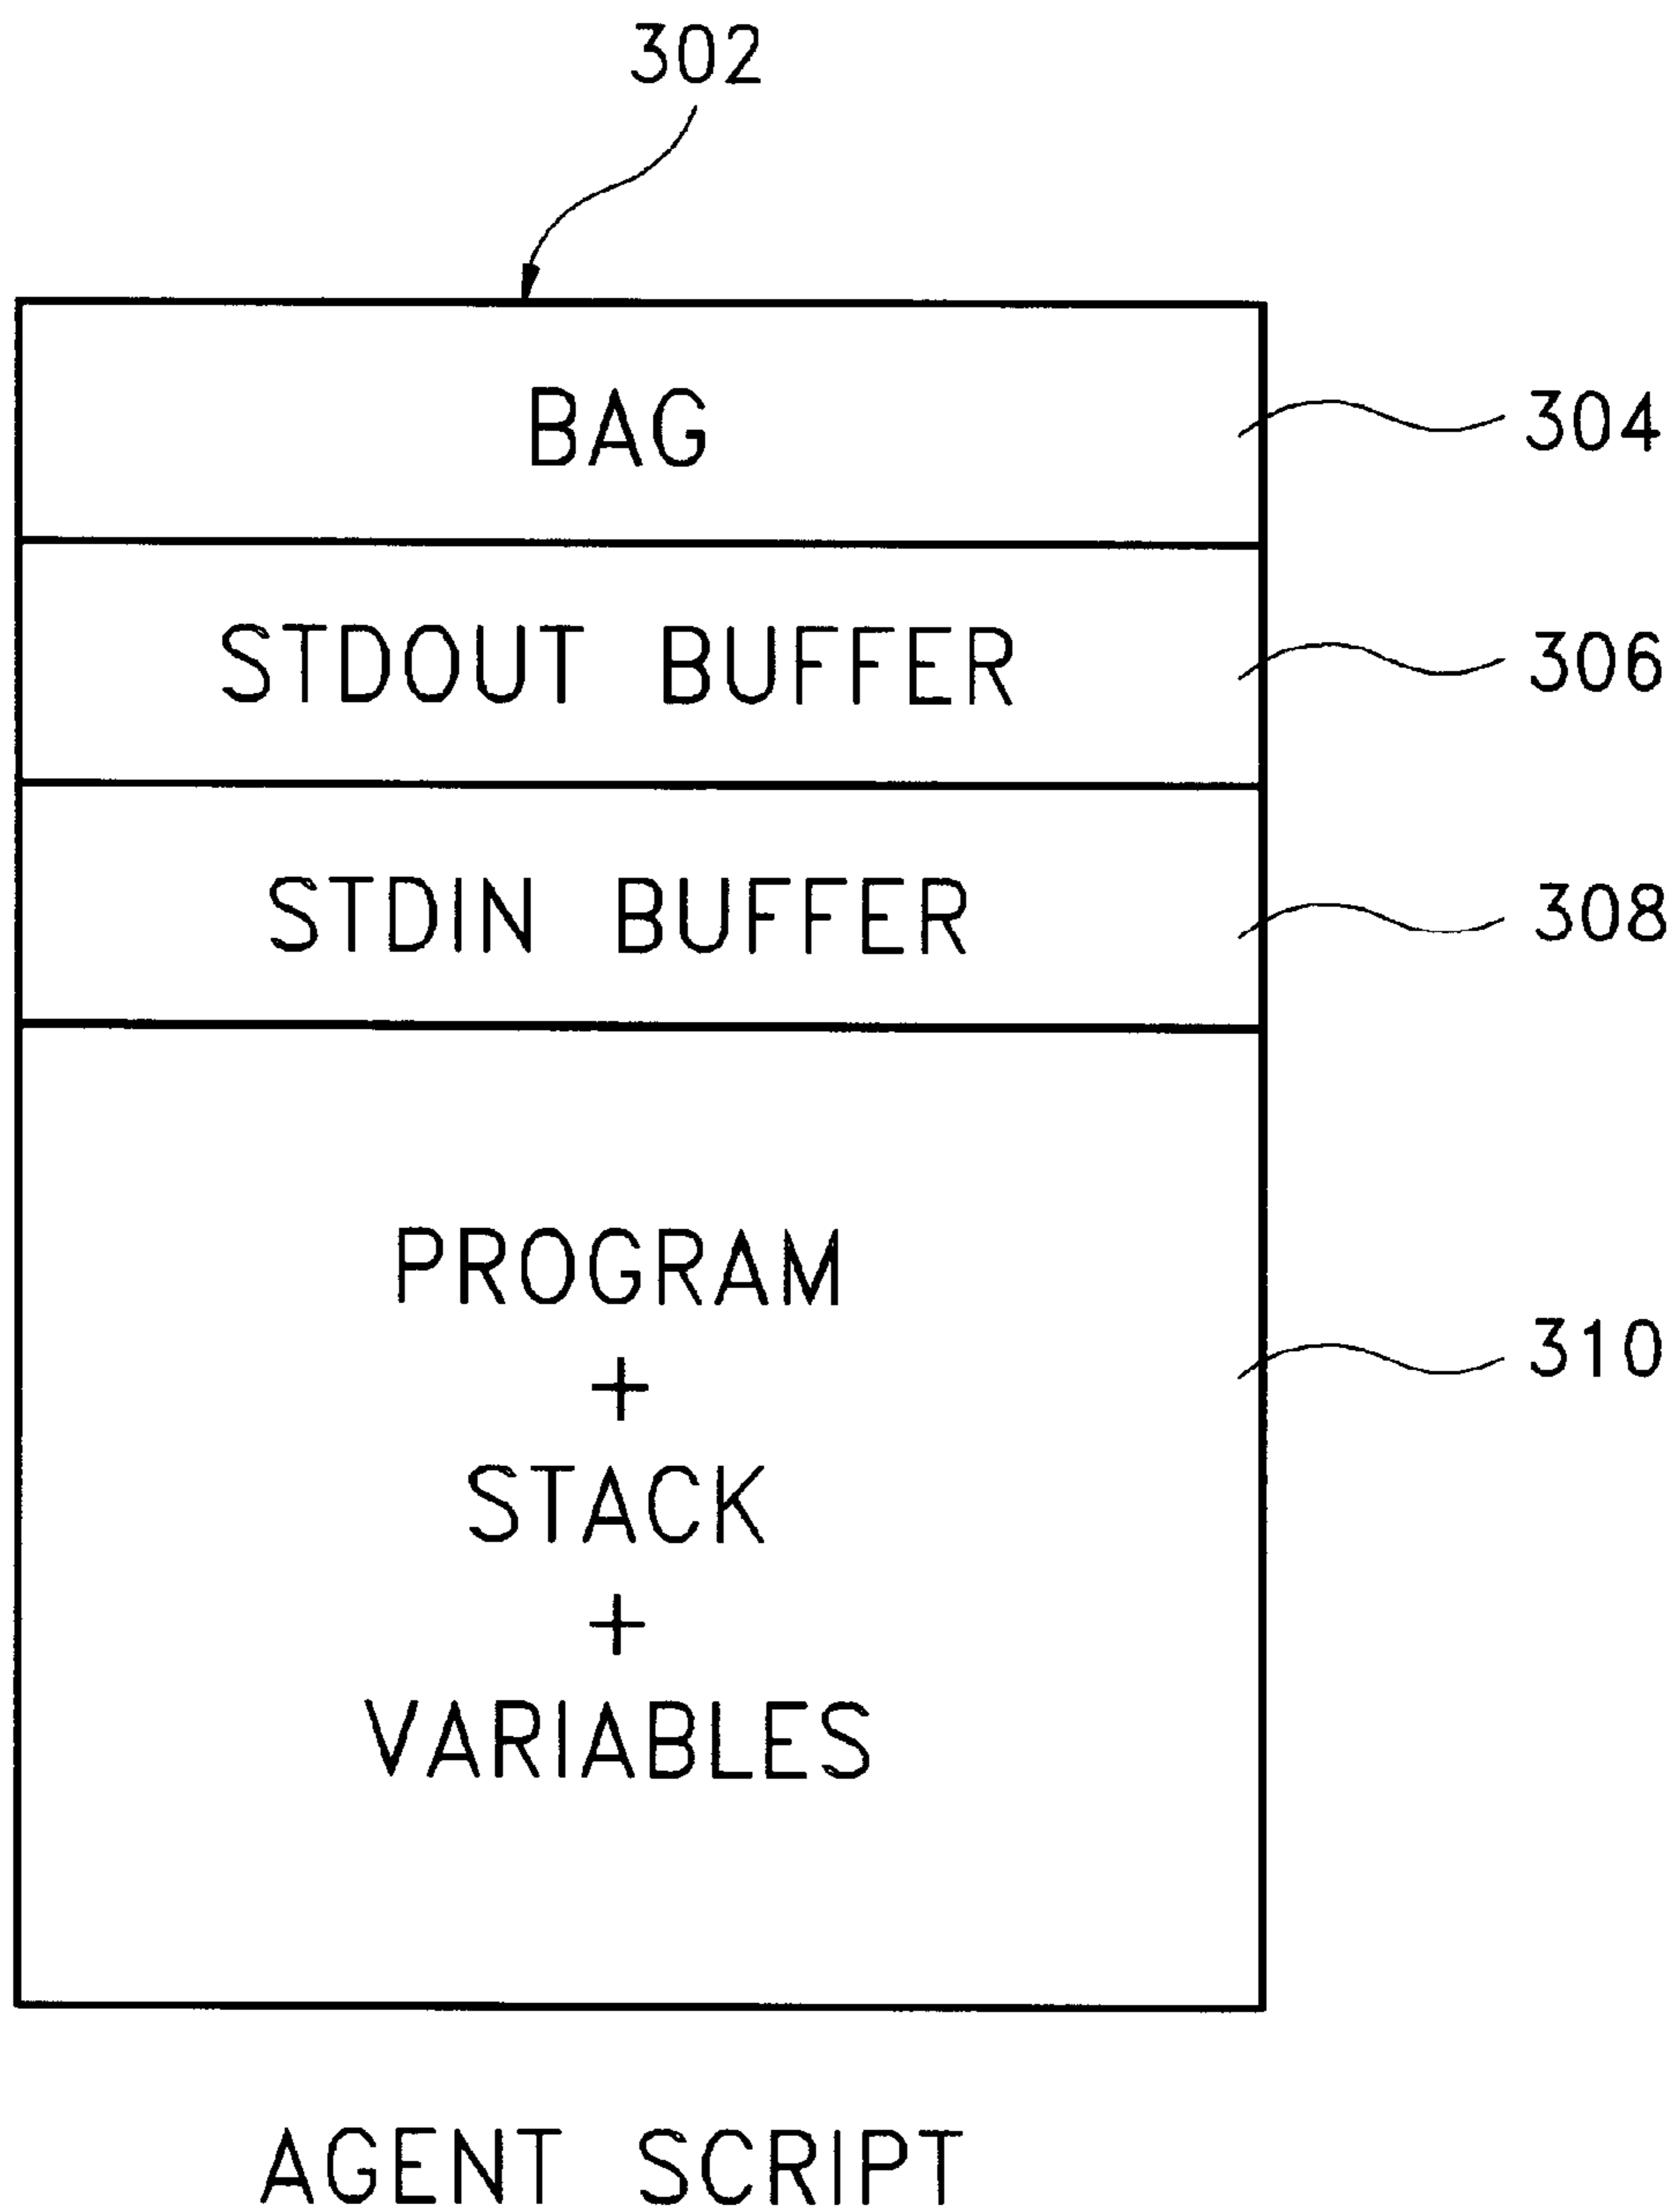 302
BAG
304
STDOUT BUFFER
306
STDIN BUFFER
308
PROGRAM
+
310
STACK
+
VARIABLES
AGENT SCRIPT